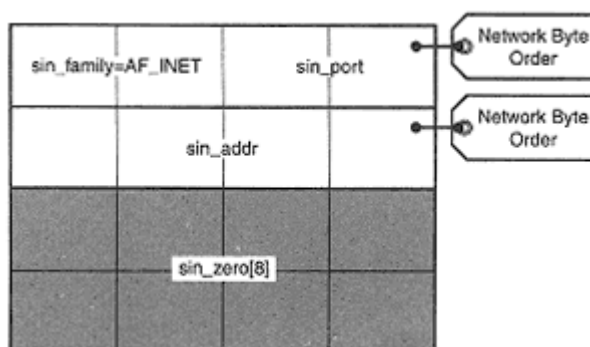 sin_family=AF_INET
sin_port
Network Byte
Order
sin_addr
Network Byte
Order
sin_zero[8]